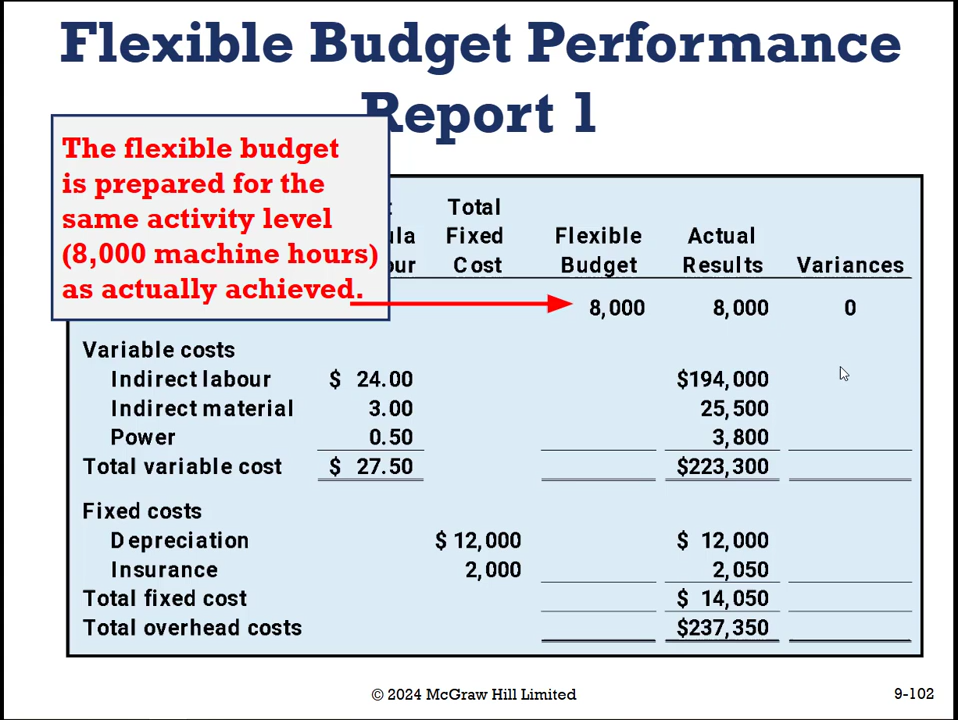 Flexible Budget Performance
Report 1
The flexible budget
is prepared for the
same activity level
(8,000 machine hours)
as actually achieved.
Total
Fixed Flexible Actual
Cost Budget Results Variances
8,000 8,000 0
Variable costs
Indirect labour $ 24.00 $194,000
Indirect material 3.00 25,500
Power 0.50 3,800
Total variable cost $ 27.50 $223,300
Fixed costs
Depreciation $ 12,000 $ 12,000
Insurance 2,000 2,050
Total fixed cost $ 14,050
Total overhead costs $237,350
© 2024 McGraw Hill Limited 9-102